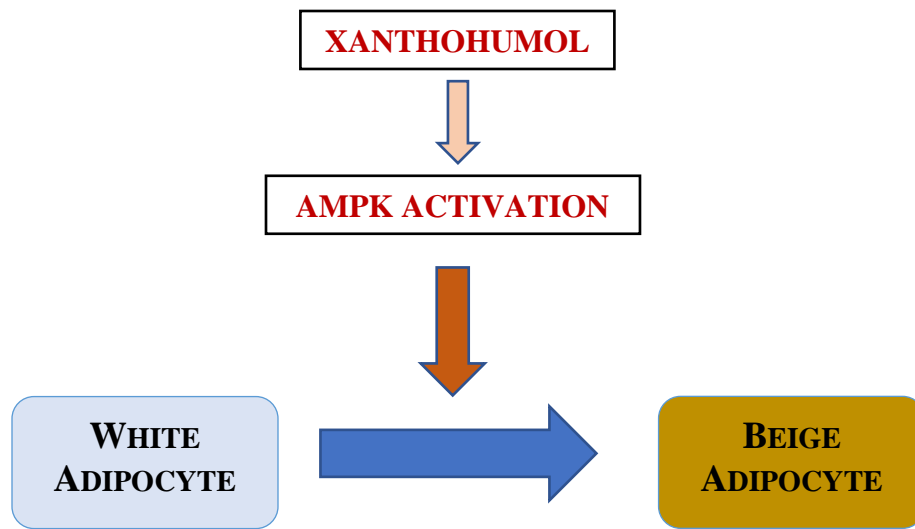 XANTHOHUMOL
AMPK ACTIVATION
WHITE
ADIPOCYTE
BEIGE
ADIPOCYTE